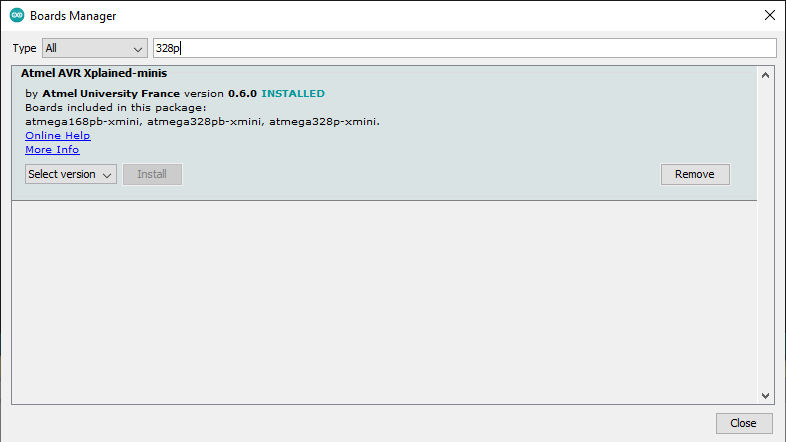 Boards Manager
Type All 328p
Atmel AVR Xplained-minis
by Atmel University France version 0.6.0 INSTALLED
Boards included in this package:
atmega168pb-xmini, atmega328pb-xmini, atmega328p-xmini.
Online Help
More Info
Select version Install Remove
Close